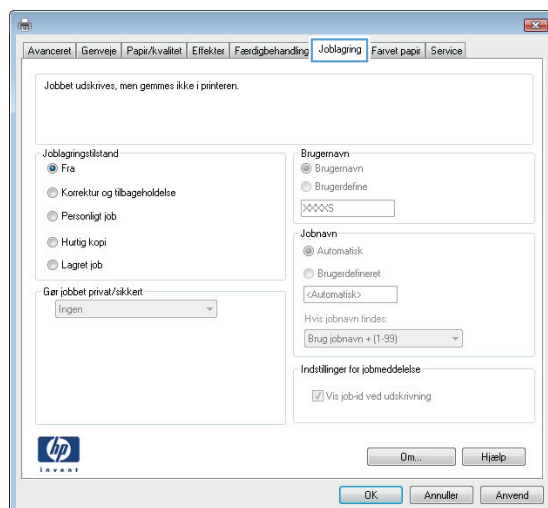 Avanceret Genveje Papir/kvalitet Effekter Færdigbehandling Joblagring Farvet papir Service
Jobbet udskrives, men gemmes ikke i printeren.
Joblagringstilstand
Fra
Korrektur og tilbageholdelse
Personligt job
Hurtig kopi
Lagret job
Gør jobbet privat/sikkert
Ingen
Brugernavn
Brugernavn
Brugerdefine
XXXXS
Jobnavn
Automatisk
Brugerdefineret
<Automatisk>
Hvis jobnavn findes:
Brug jobnavn + (1-99)
Indstillinger for jobmeddelelse
Vis job-id ved udskrivning
hp
invent
Om... Hjælp
OK Annuller Anvend